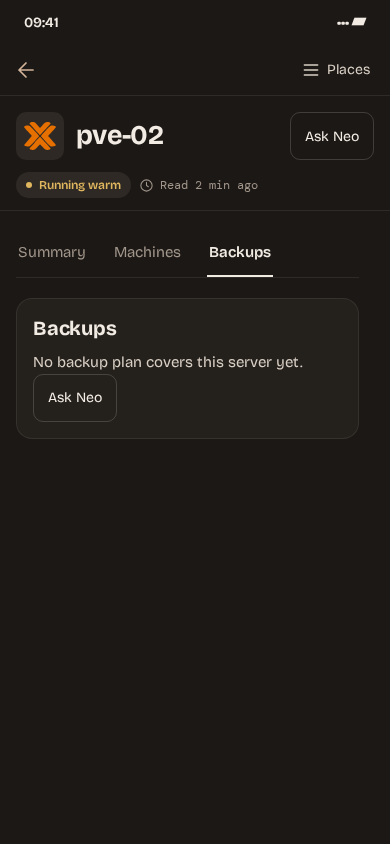 09:41
Places
pve-02
Ask Neo
Running warm
Read 2 min ago
Summary
Machines
Backups
Backups
No backup plan covers this server yet.
Ask Neo